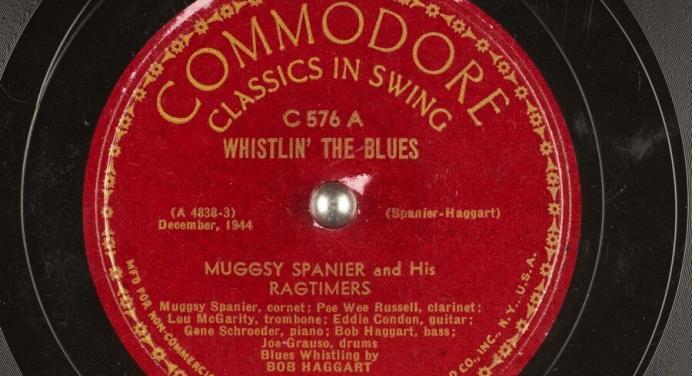 COMMODORE
CLASSICS IN SWING
C 576 A
WHISTLIN' THE BLUES
(A 4838-3)
December, 1944
(Spanier-Haggart)
MUGGSY SPANIER and His
RAGTIMERS
Muggsy Spanier, cornet; Pee Wee Russell, clarinet;
Lou McGarity, trombone; Eddie Condon, guitar;
Gene Schroeder, piano; Bob Haggart, bass;
Joe Grauso, drums
Blues Whistling by
BOB HAGGART
MF'D FOR NON-COMMERCI
D CO., INC., N. Y., U. S. A.